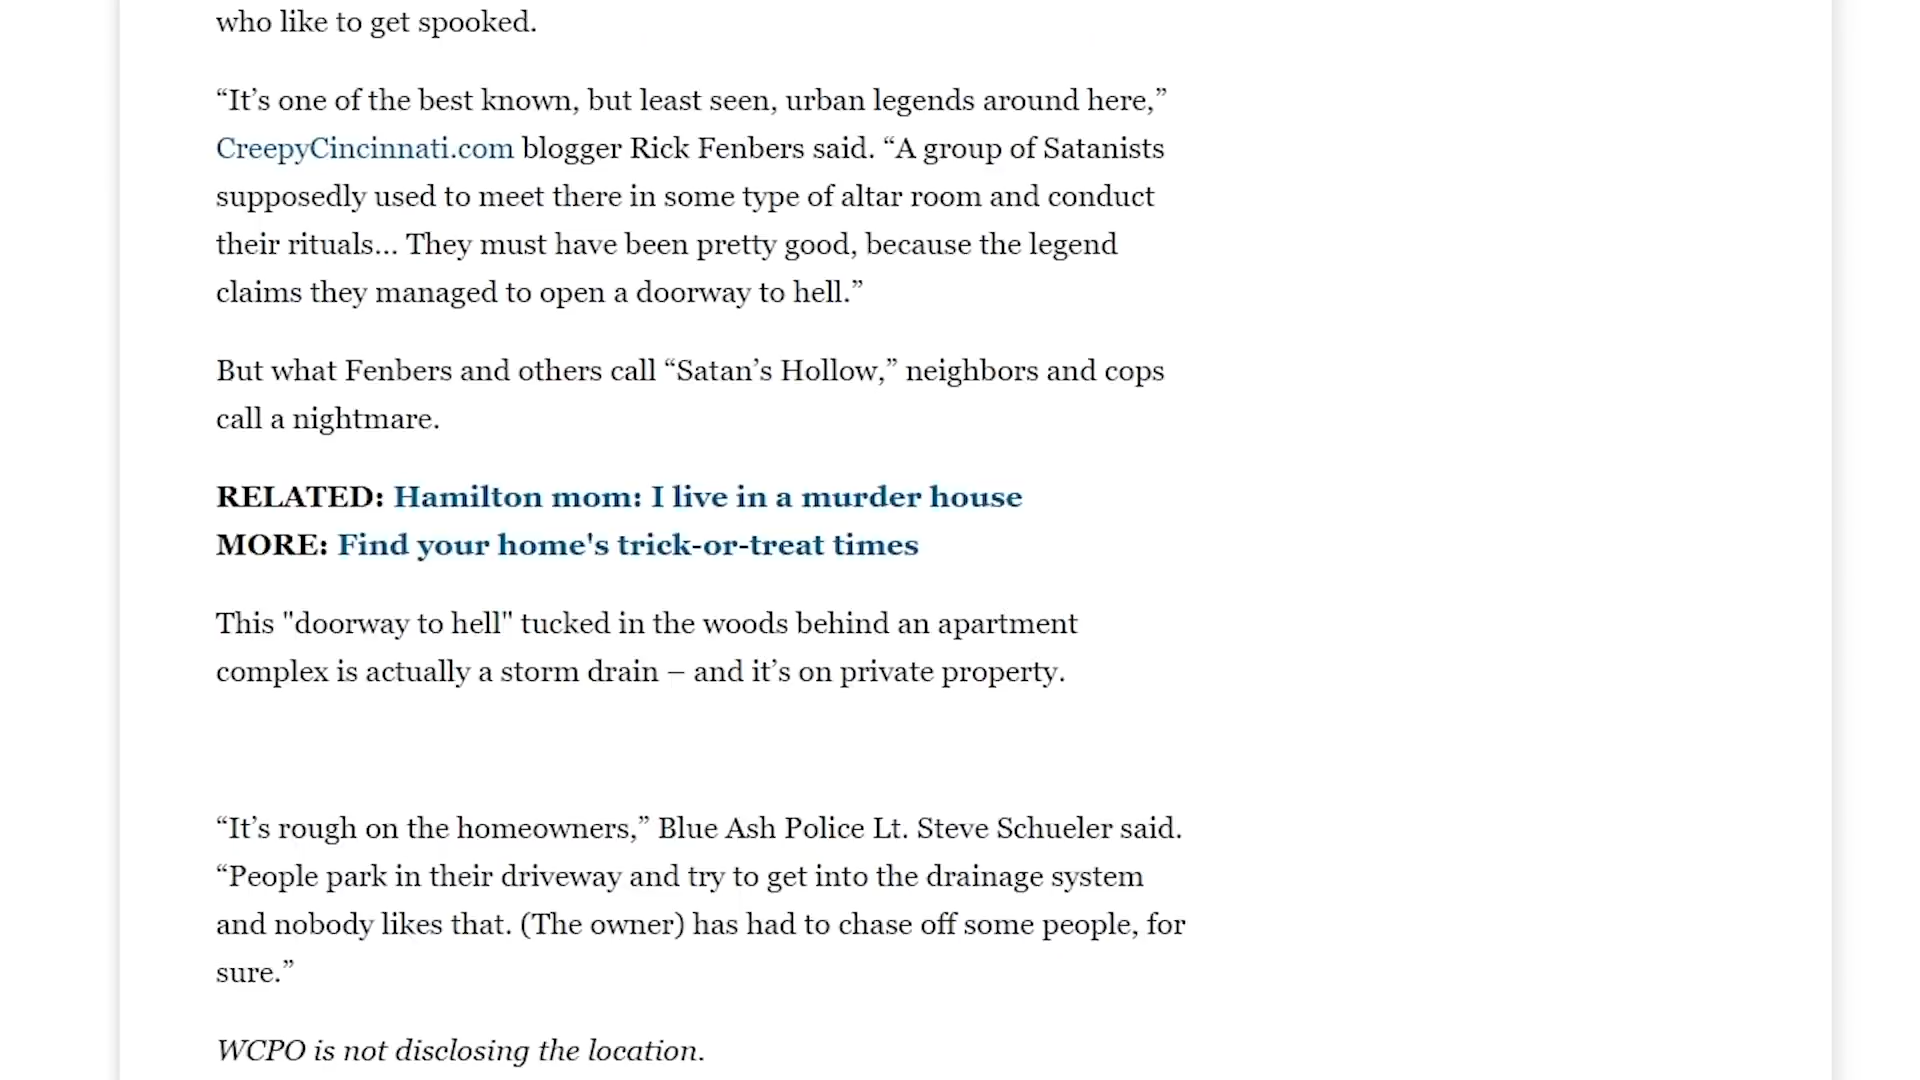 who like to get spooked.
“It’s one of the best known, but least seen, urban legends around here,”
CreepyCincinnati.com blogger Rick Fenbers said. “A group of Satanists
supposedly used to meet there in some type of altar room and conduct
their rituals... They must have been pretty good, because the legend
claims they managed to open a doorway to hell.”
But what Fenbers and others call “Satan’s Hollow,” neighbors and cops
call a nightmare.
RELATED: Hamilton mom: I live in a murder house
MORE: Find your home's trick-or-treat times
This "doorway to hell" tucked in the woods behind an apartment
complex is actually a storm drain – and it’s on private property.
“It’s rough on the homeowners,” Blue Ash Police Lt. Steve Schueler said.
“People park in their driveway and try to get into the drainage system
and nobody likes that. (The owner) has had to chase off some people, for
sure.”
WCPO is not disclosing the location.